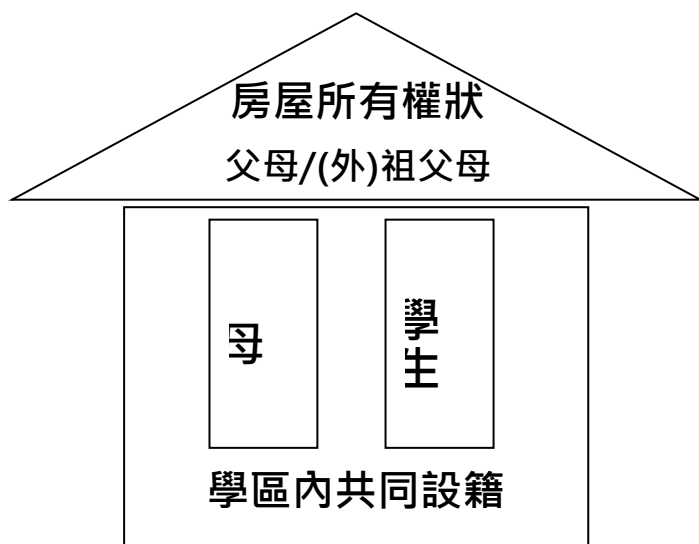 房屋所有權狀
父母/(外)祖父母
母
學
生
學區內共同設籍